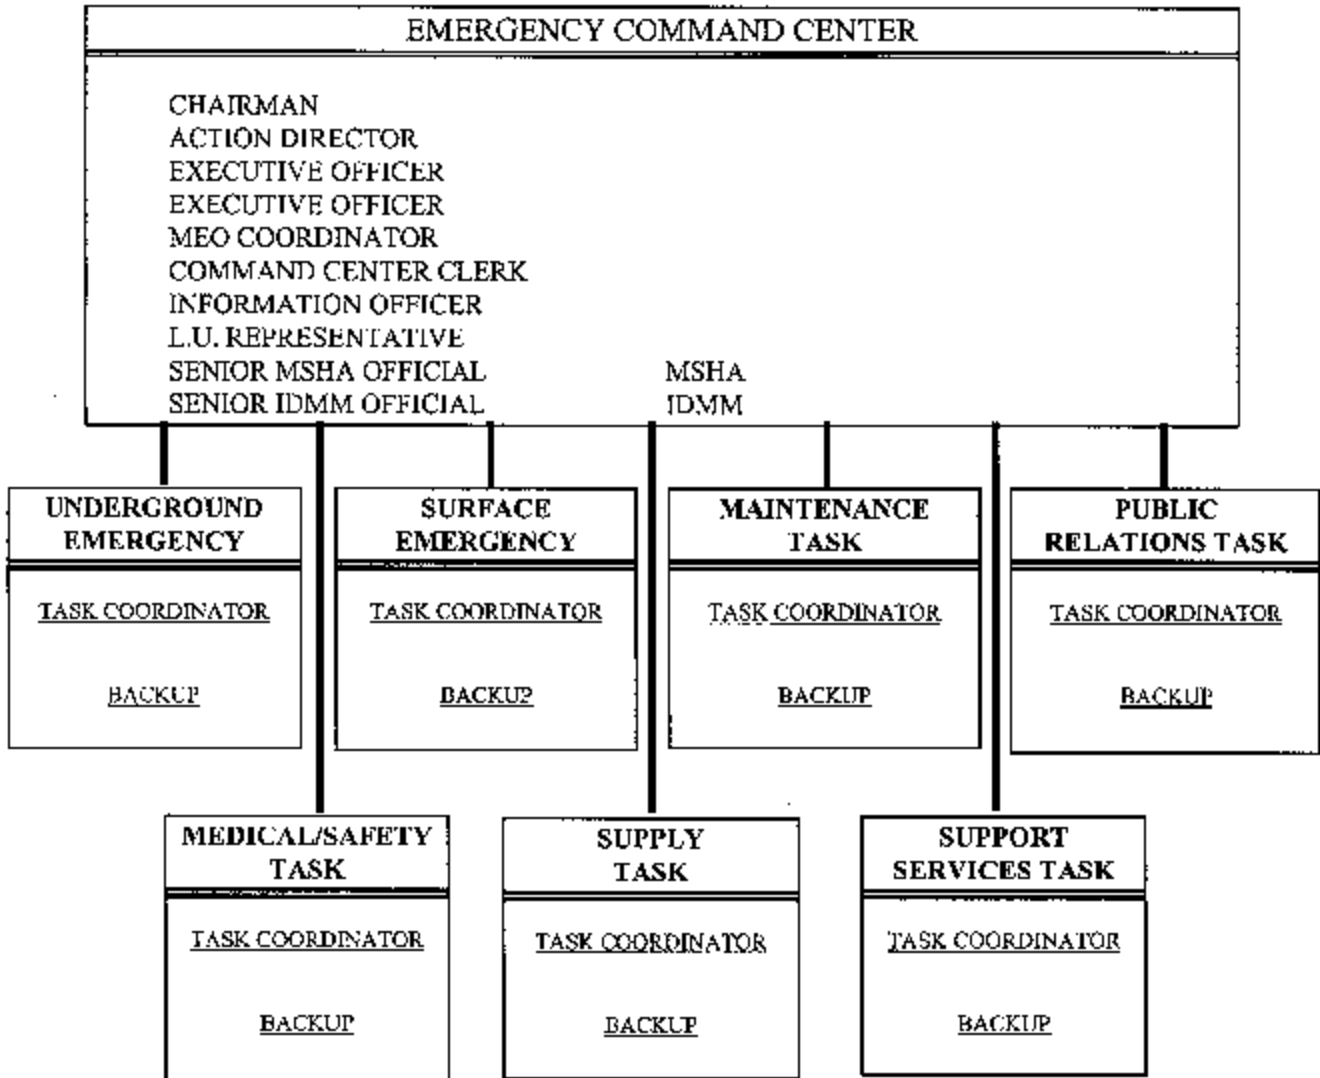 EMERGENCY COMMAND CENTER
CHAIRMAN
ACTION DIRECTOR
EXECUTIVE OFFICER
EXECUTIVE OFFICER
MEO COORDINATOR
COMMAND CENTER CLERK
INFORMATION OFFICER
L.U. REPRESENTATIVE
SENIOR MSHA OFFICIAL MSHA
SENIOR IDMM OFFICIAL IDMM
UNDERGROUND
EMERGENCY
TASK COORDINATOR
BACKUP
SURFACE
EMERGENCY
TASK COORDINATOR
BACKUP
MAINTENANCE
TASK
TASK COORDINATOR
BACKUP
PUBLIC
RELATIONS TASK
TASK COORDINATOR
BACKUP
MEDICAL/SAFETY
TASK
TASK COORDINATOR
BACKUP
SUPPLY
TASK
TASK COORDINATOR
BACKUP
SUPPORT
SERVICES TASK
TASK COORDINATOR
BACKUP